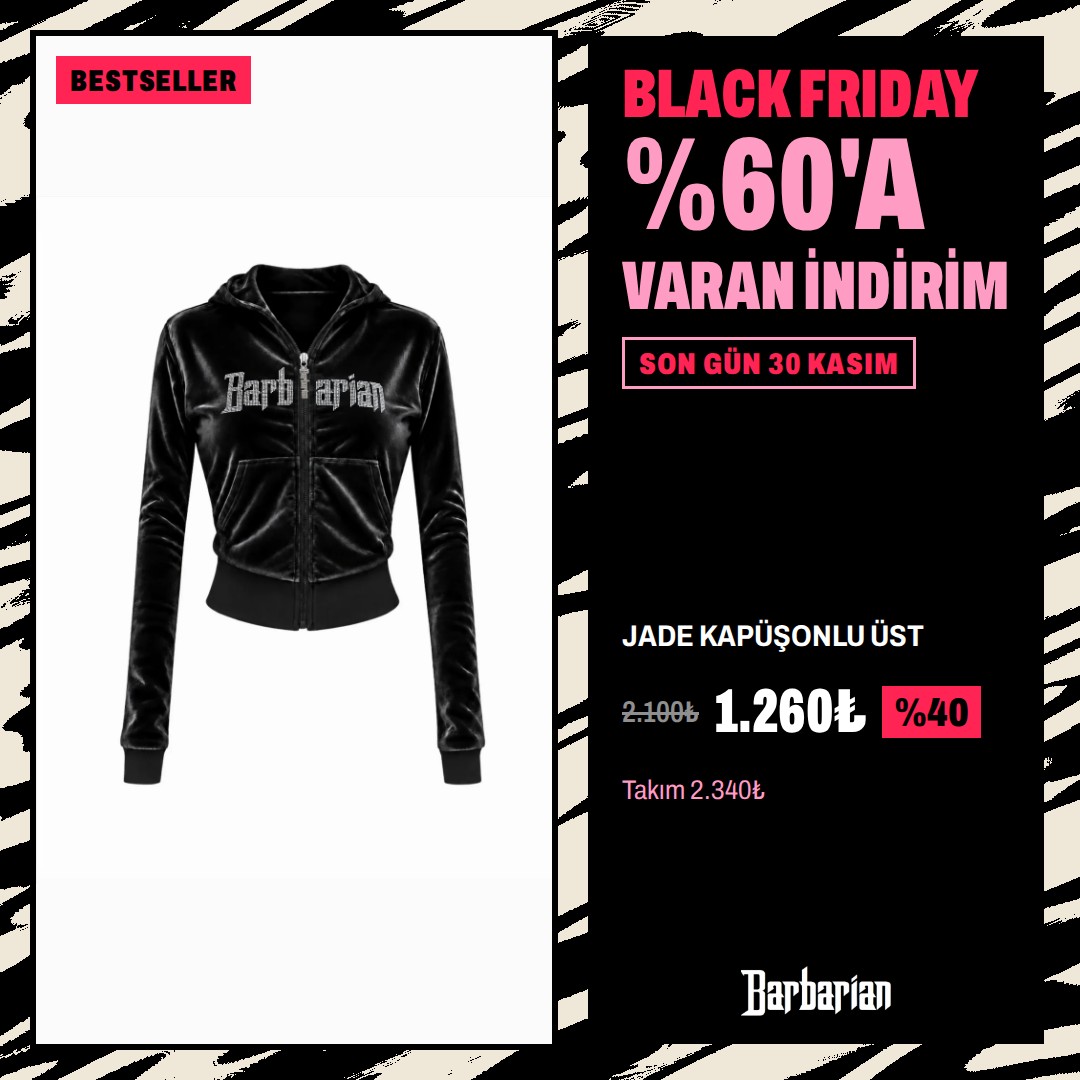 BESTSELLER
Barbarian
BLACK FRIDAY
%60'A
VARAN İNDİRİM
SON GÜN 30 KASIM
JADE KAPÜŞONLU ÜST
2.100₺ 1.260₺ %40
Takım 2.340₺
Barbarian